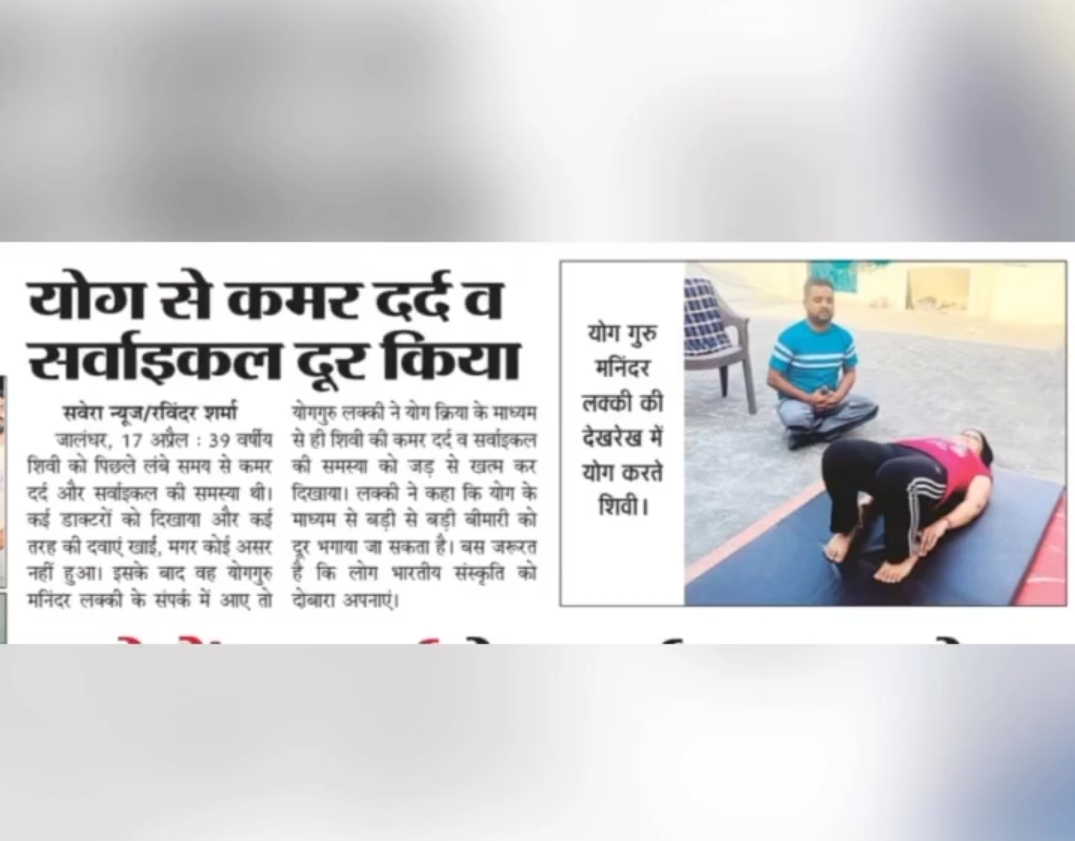 योग से कमर दर्द व
सर्वाइकल दूर किया
सवेरा न्यूज/रविंदर शर्मा
जालंधर, 17 अप्रैल : 39 वर्षीय
शिवी को पिछले लंबे समय से कमर
दर्द और सर्वाइकल की समस्या थी।
कई डाक्टरों को दिखाया और कई
तरह की दवाएं खाईं, मगर कोई असर
नहीं हुआ। इसके बाद वह योगगुरु
मनिंदर लक्की के संपर्क में आए तो
योगगुरु लक्की ने योग क्रिया के माध्यम
से ही शिवी की कमर दर्द व सर्वाइकल
की समस्या को जड़ से खत्म कर
दिखाया। लक्की ने कहा कि योग के
माध्यम से बड़ी से बड़ी बीमारी को
दूर भगाया जा सकता है। बस जरूरत
है कि लोग भारतीय संस्कृति को
दोबारा अपनाएं।
योग गुरु
मनिंदर
लक्की की
देखरेख में
योग करते
शिवी।